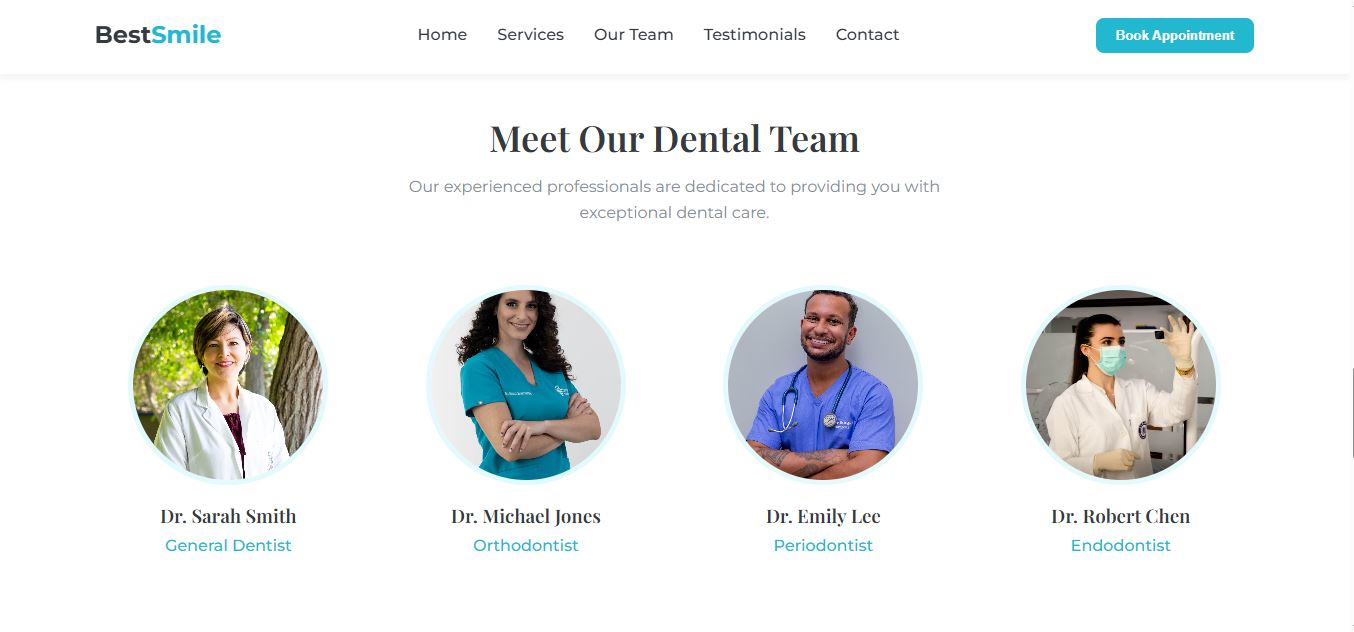 BestSmile
Home Services Our Team Testimonials Contact
Book Appointment
Meet Our Dental Team
Our experienced professionals are dedicated to providing you with
exceptional dental care.
Dr. Sarah Smith
General Dentist
Dr. Michael Jones
Orthodontist
Dr. Emily Lee
Periodontist
Dr. Robert Chen
Endodontist